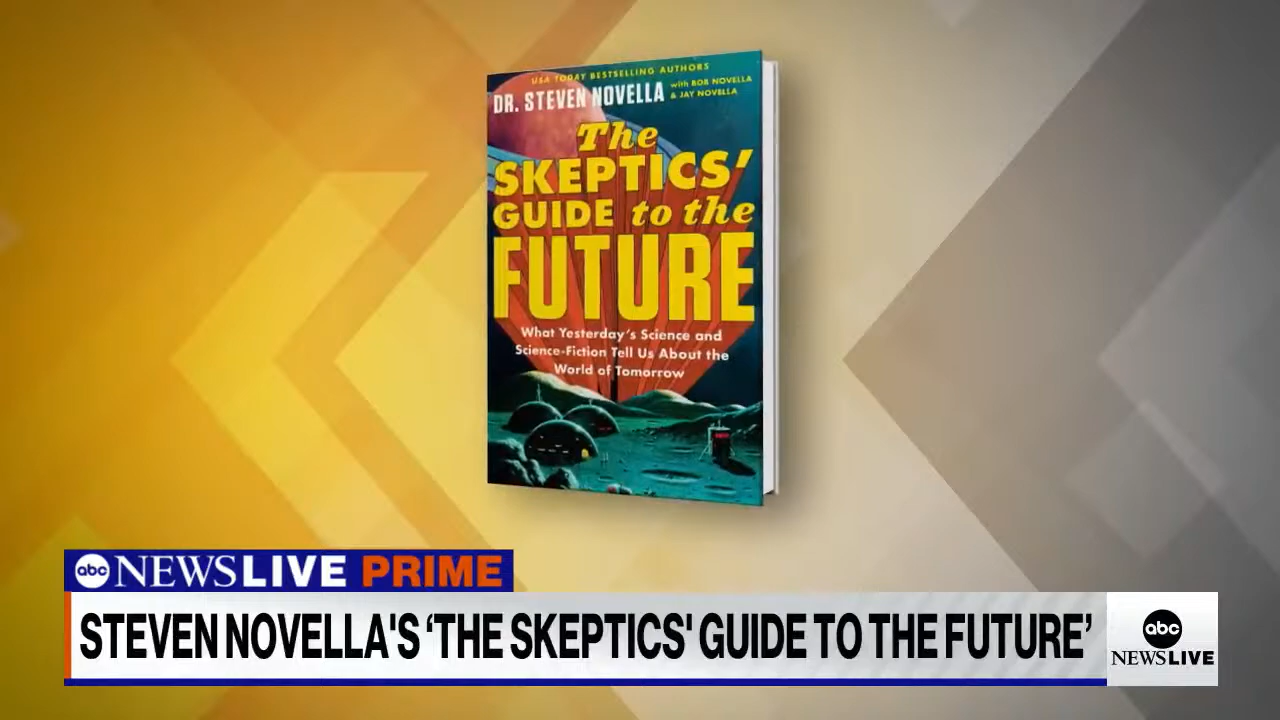 USA TODAY BESTSELLING AUTHORS
DR. STEVEN NOVELLA with BOB NOVELLA
& JAY NOVELLA
The
SKEPTICS'
GUIDE to the
FUTURE
What Yesterday's Science and
Science-Fiction Tell Us About the
World of Tomorrow
abc NEWS LIVE PRIME
STEVEN NOVELLA'S ‘THE SKEPTICS' GUIDE TO THE FUTURE’
abc
NEWS LIVE